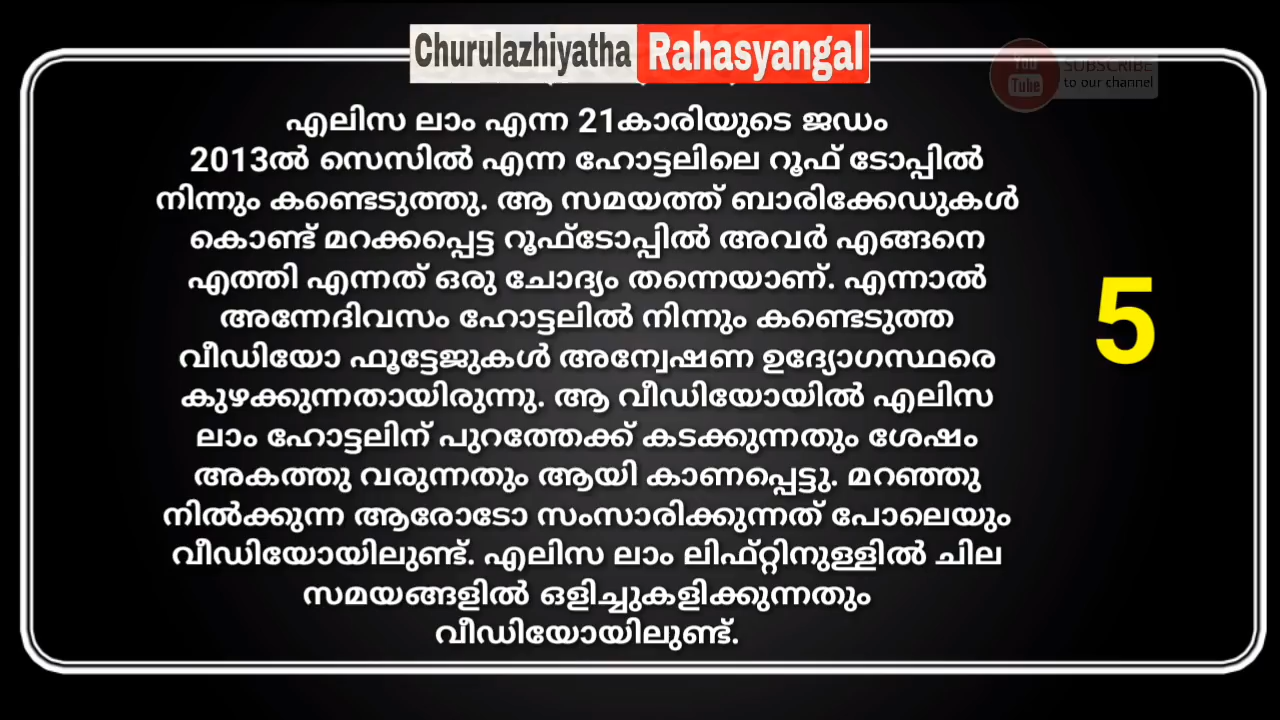 Churulazhiyatha Rahasyangal
You Tube SUBSCRIBE to our channel
എലിസ ലാം എന്ന 21കാരിയുടെ ജഡം
2013ൽ സെസിൽ എന്ന ഹോട്ടലിലെ റൂഫ് ടോപ്പിൽ
നിന്നും കണ്ടെടുത്തു. ആ സമയത്ത് ബാരിക്കേഡുകൾ
കൊണ്ട് മറക്കപ്പെട്ട റൂഫ്ടോപ്പിൽ അവർ എങ്ങനെ
എത്തി എന്നത് ഒരു ചോദ്യം തന്നെയാണ്. എന്നാൽ
അന്നേദിവസം ഹോട്ടലിൽ നിന്നും കണ്ടെടുത്ത
വീഡിയോ ഫൂട്ടേജുകൾ അന്വേഷണ ഉദ്യോഗസ്ഥരെ
കുഴക്കുന്നതായിരുന്നു. ആ വീഡിയോയിൽ എലിസ
ലാം ഹോട്ടലിന് പുറത്തേക്ക് കടക്കുന്നതും ശേഷം
അകത്തു വരുന്നതും ആയി കാണപ്പെട്ടു. മറഞ്ഞു
നിൽക്കുന്ന ആരോടോ സംസാരിക്കുന്നത് പോലെയും
വീഡിയോയിലുണ്ട്. എലിസ ലാം ലിഫ്റ്റിനുള്ളിൽ ചില
സമയങ്ങളിൽ ഒളിച്ചുകളിക്കുന്നതും
വീഡിയോയിലുണ്ട്.
5